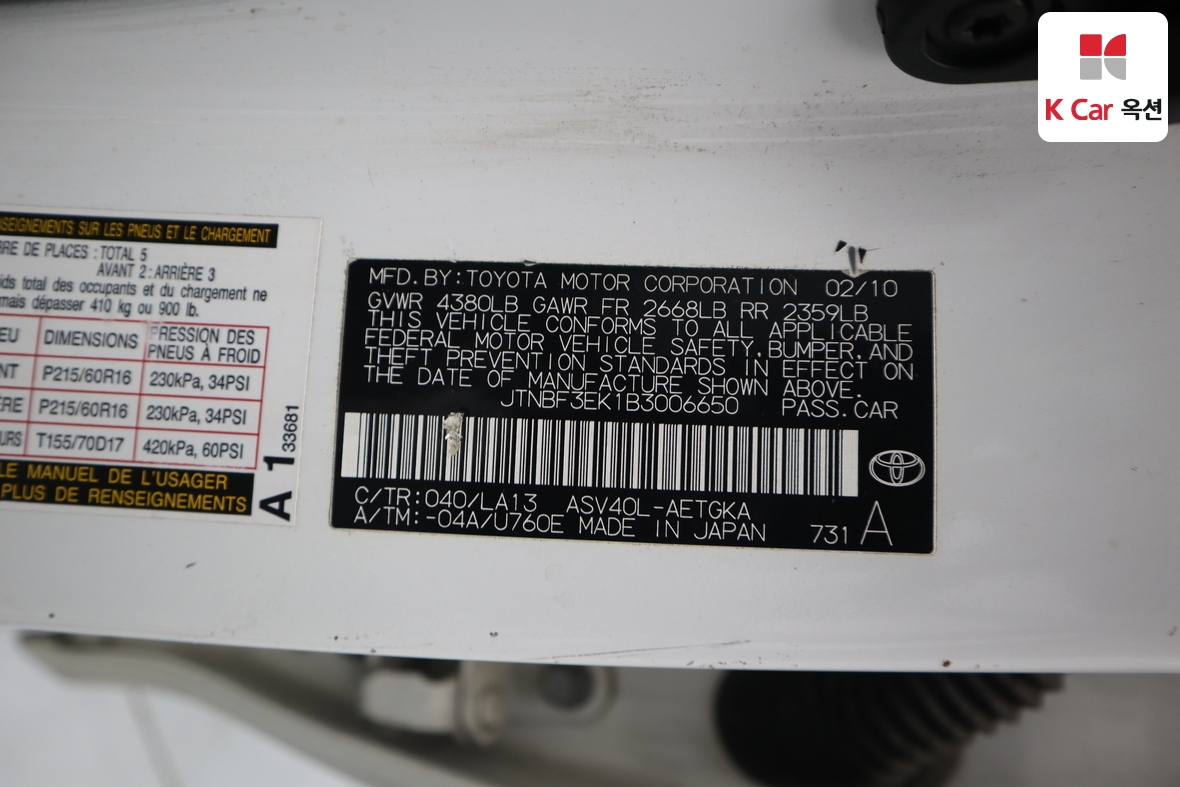 K Car 옥션
SEIGNEMENTS SUR LES PNEUS ET LE CHARGEMENT
BRE DE PLACES : TOTAL 5
AVANT 2 : ARRIÈRE 3
ids total des occupants et du chargement ne
mais dépasser 410 kg ou 900 lb.
EU DIMENSIONS PRESSION DES PNEUS À FROID
NT P215/60R16 230kPa, 34PSI
ÈRE P215/60R16 230kPa, 34PSI
URS T155/70D17 420kPa, 60PSI
LE MANUEL DE L'USAGER
PLUS DE RENSEIGNEMENTS
A 1 33681
MFD. BY: TOYOTA MOTOR CORPORATION 02/10
GVWR 4380LB GAWR FR 2668LB RR 2359LB
THIS VEHICLE CONFORMS TO ALL APPLICABLE
FEDERAL MOTOR VEHICLE SAFETY, BUMPER, AND
THEFT PREVENTION STANDARDS IN EFFECT ON
THE DATE OF MANUFACTURE SHOWN ABOVE.
JTNBF3EK1B3006650 PASS.CAR
C/TR: 040/LA13 ASV40L-AETGKA
A/TM: -04A/U760E MADE IN JAPAN 731 A